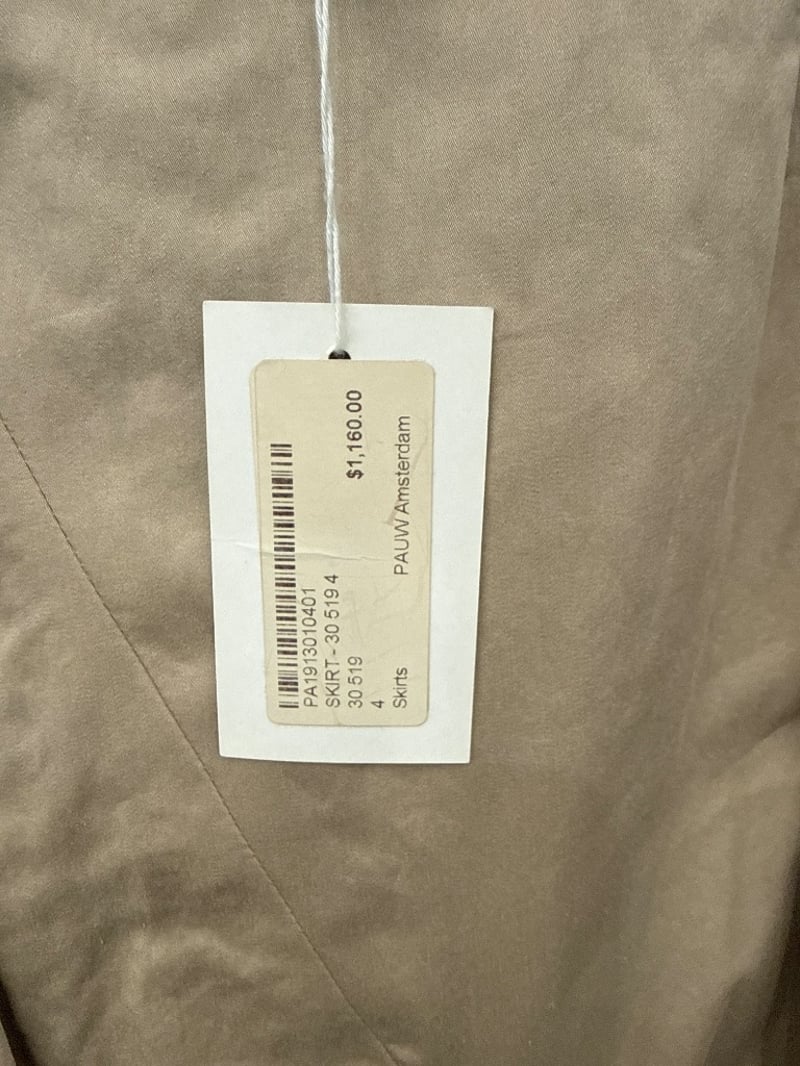 PA1913010401
SKIRT - 30 519 4
30 519 $1,160.00
4
Skirts PAUW Amsterdam